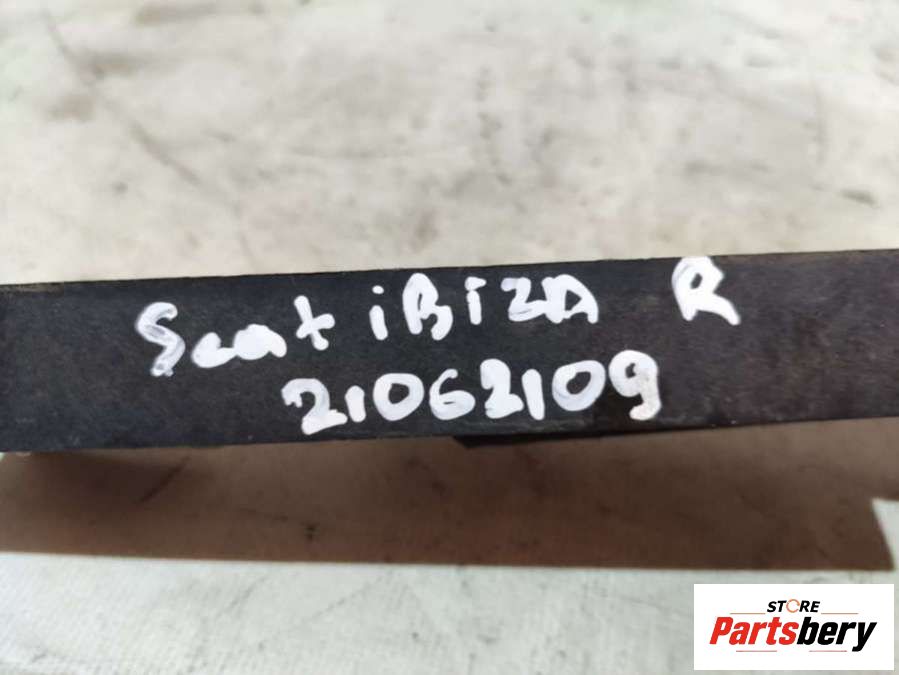 Seat iBiZA R
21062109
STORE
Partsbery